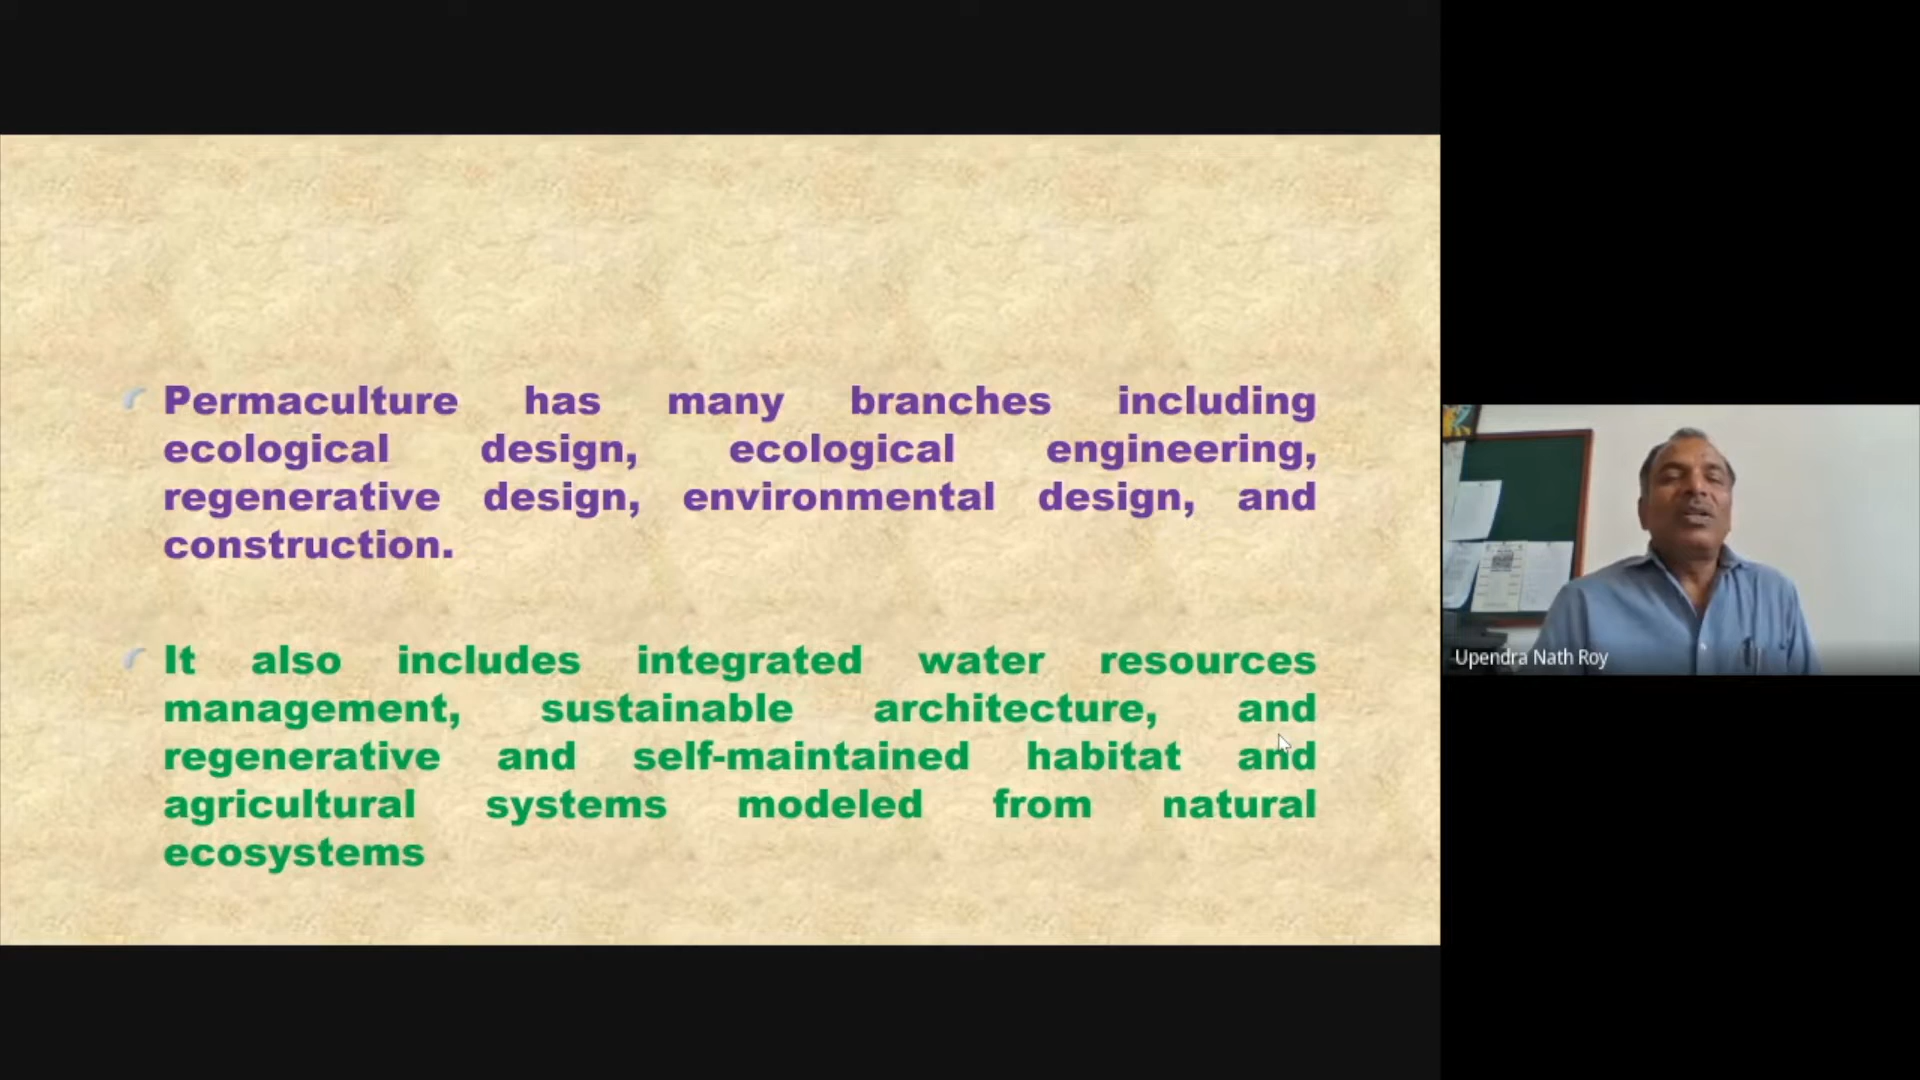 Permaculture has many branches including
ecological design, ecological engineering,
regenerative design, environmental design, and
construction.
It also includes integrated water resources
management, sustainable architecture, and
regenerative and self-maintained habitat and
agricultural systems modeled from natural
ecosystems
Upendra Nath Roy